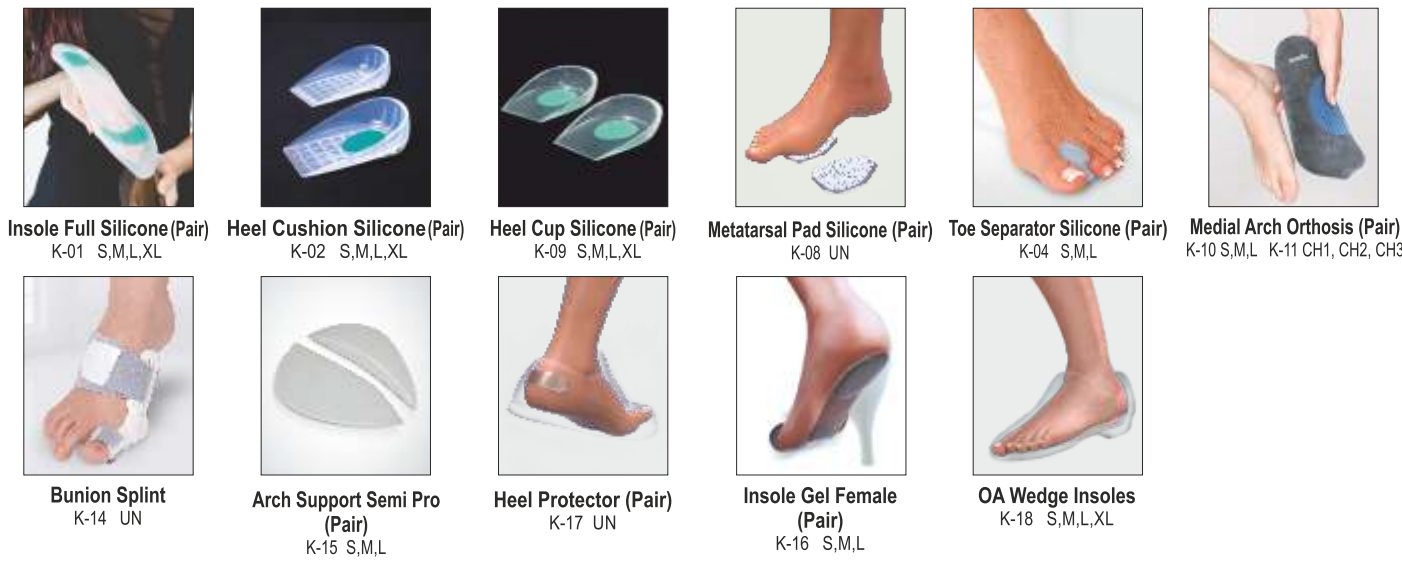 Insole Full Silicone (Pair)
K-01 S,M,L,XL
Heel Cushion Silicone (Pair)
K-02 S,M,L,XL
Heel Cup Silicone (Pair)
K-09 S,M,L,XL
Metatarsal Pad Silicone (Pair)
K-08 UN
Toe Separator Silicone (Pair)
K-04 S,M,L
Medial Arch Orthosis (Pair)
K-10 S,M,L K-11 CH1, CH2, CH3
Bunion Splint
K-14 UN
Arch Support Semi Pro
(Pair)
K-15 S,M,L
Heel Protector (Pair)
K-17 UN
Insole Gel Female
(Pair)
K-16 S,M,L
OA Wedge Insoles
K-18 S,M,L,XL